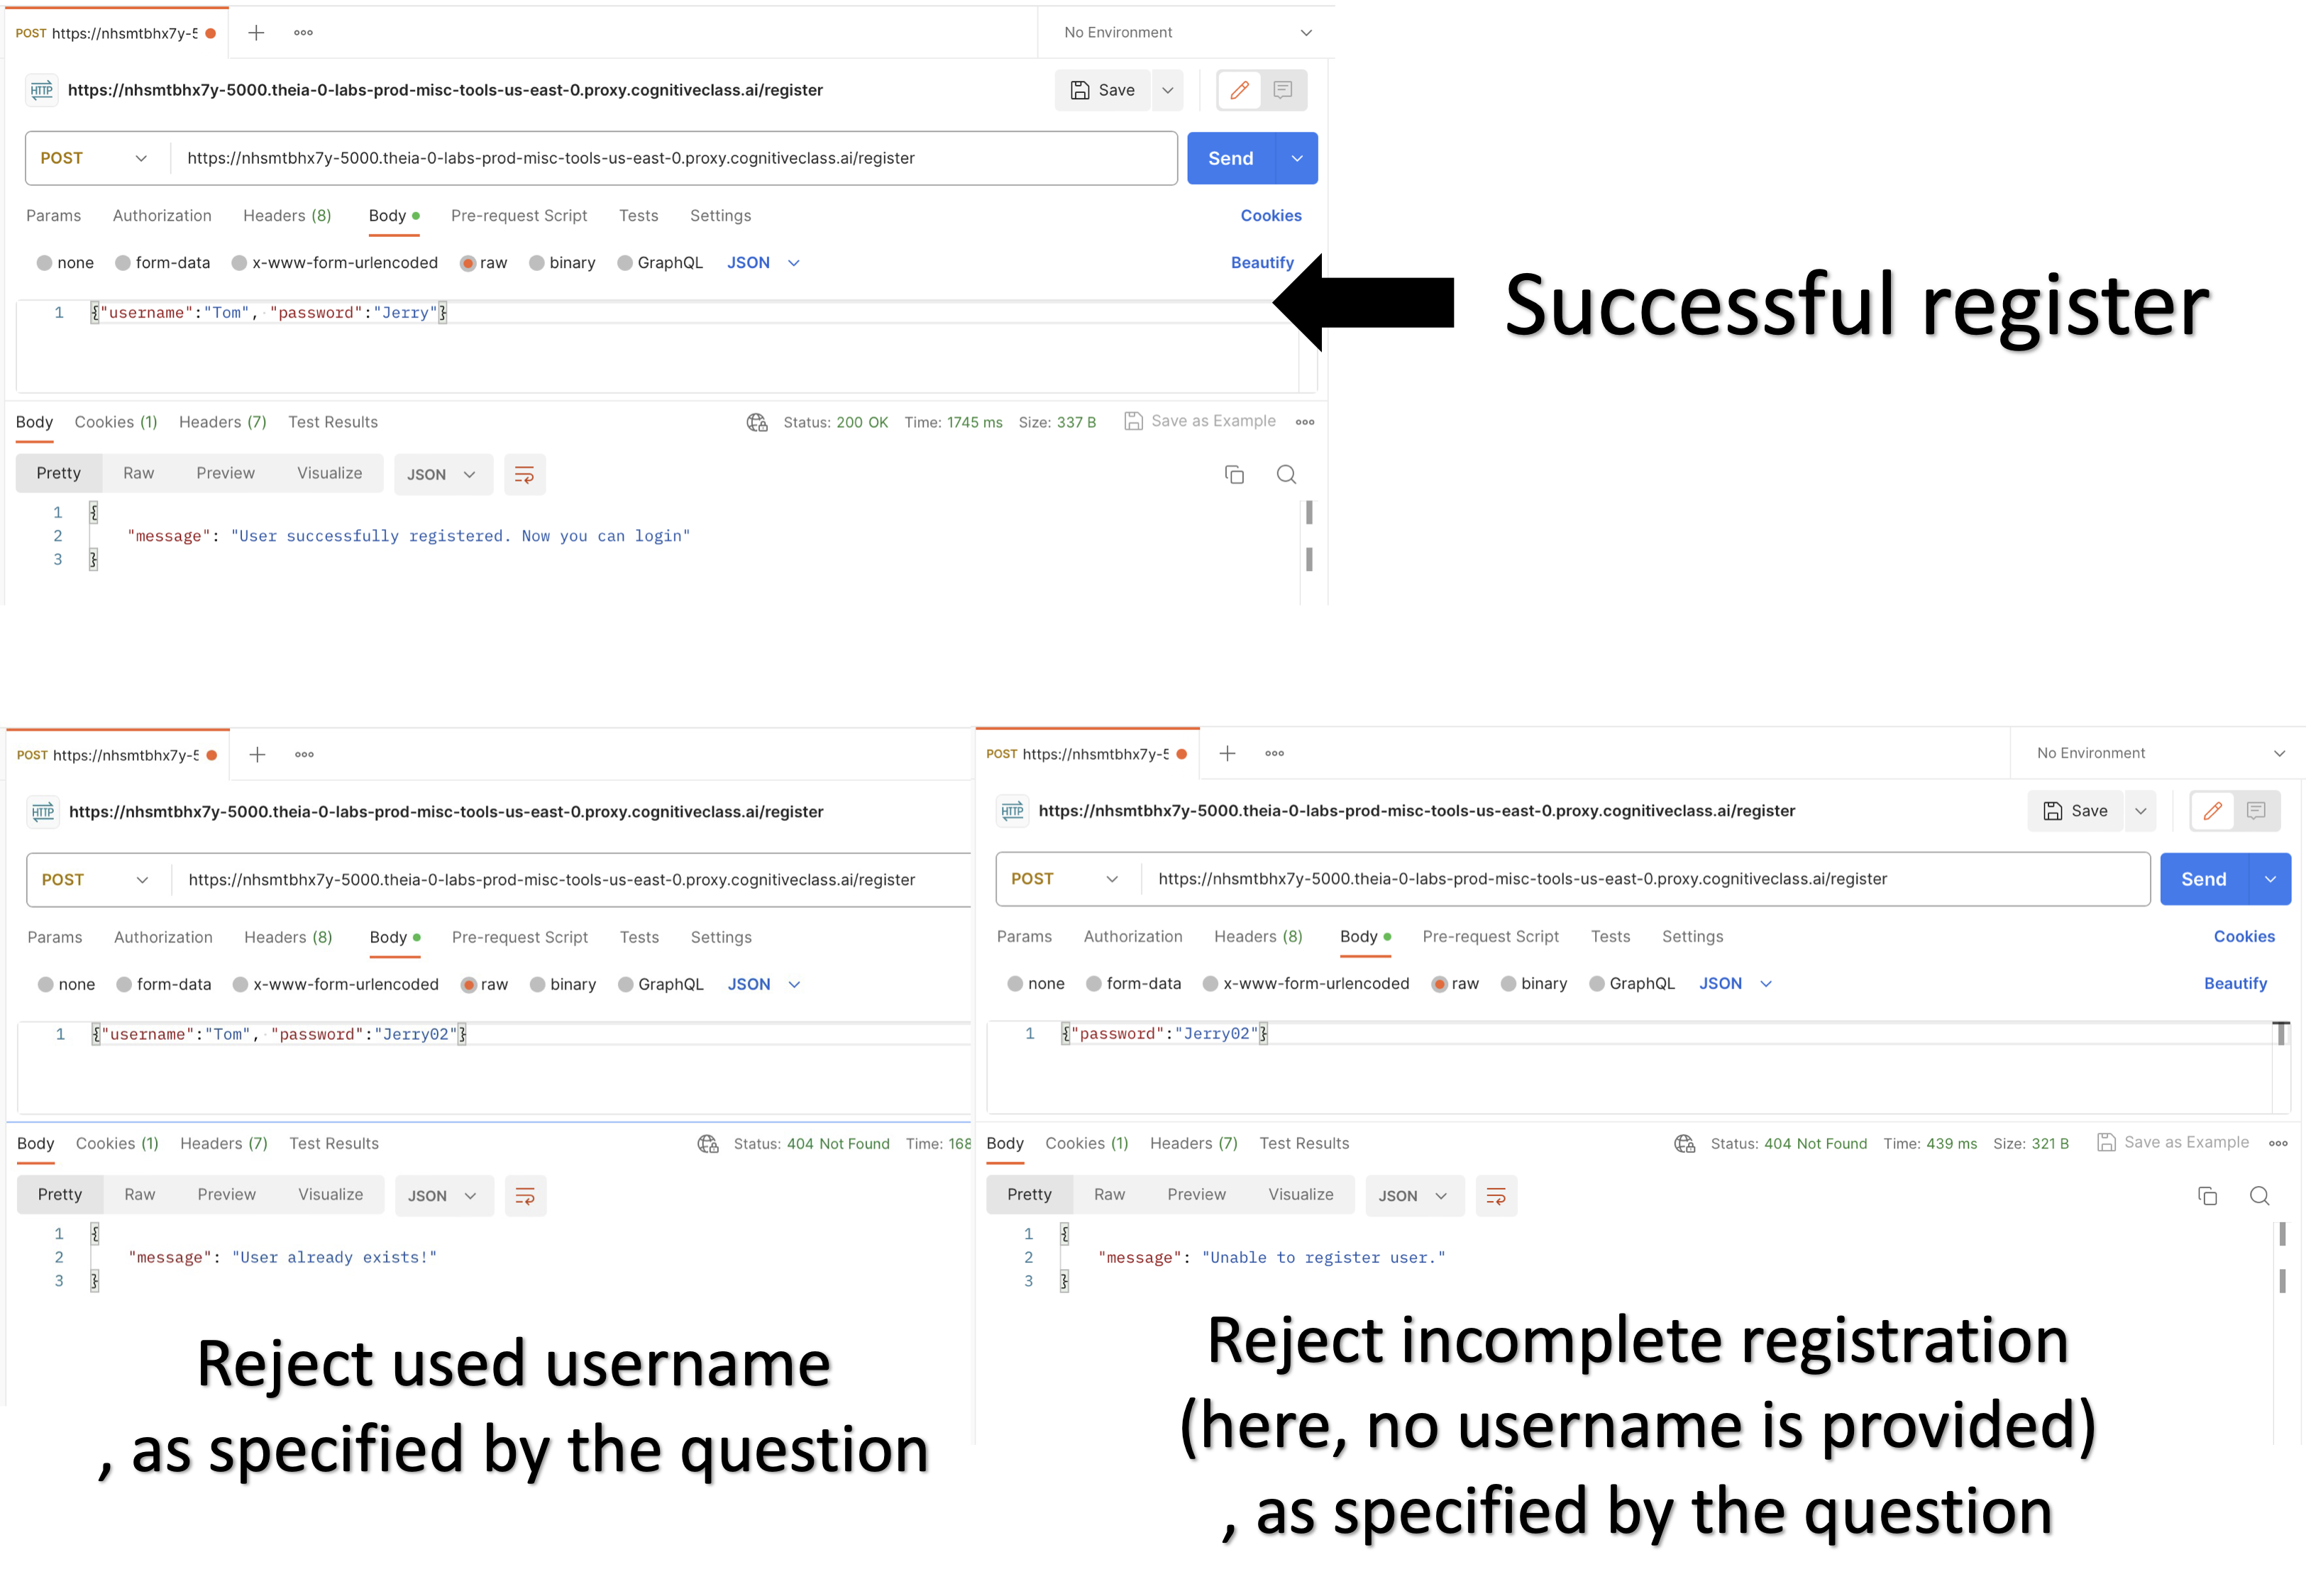 POST https://nhsmtbhx7y-5
No Environment
HTTP https://nhsmtbhx7y-5000.theia-0-labs-prod-misc-tools-us-east-0.proxy.cognitiveclass.ai/register
Save
POST https://nhsmtbhx7y-5000.theia-0-labs-prod-misc-tools-us-east-0.proxy.cognitiveclass.ai/register
Send
Params Authorization Headers (8) Body Pre-request Script Tests Settings Cookies
none form-data x-www-form-urlencoded raw binary GraphQL JSON Beautify
1 {"username":"Tom", "password":"Jerry"}
Successful register
Body Cookies (1) Headers (7) Test Results Status: 200 OK Time: 1745 ms Size: 337 B Save as Example
Pretty Raw Preview Visualize JSON
1 {
2 "message": "User successfully registered. Now you can login"
3 }
POST https://nhsmtbhx7y-5
HTTP https://nhsmtbhx7y-5000.theia-0-labs-prod-misc-tools-us-east-0.proxy.cognitiveclass.ai/register
POST https://nhsmtbhx7y-5000.theia-0-labs-prod-misc-tools-us-east-0.proxy.cognitiveclass.ai/register
Params Authorization Headers (8) Body Pre-request Script Tests Settings
none form-data x-www-form-urlencoded raw binary GraphQL JSON
1 {"username":"Tom", "password":"Jerry02"}
Body Cookies (1) Headers (7) Test Results Status: 404 Not Found Time: 168
Pretty Raw Preview Visualize JSON
1 {
2 "message": "User already exists!"
3 }
Reject used username
, as specified by the question
POST https://nhsmtbhx7y-5
No Environment
HTTP https://nhsmtbhx7y-5000.theia-0-labs-prod-misc-tools-us-east-0.proxy.cognitiveclass.ai/register
Save
POST https://nhsmtbhx7y-5000.theia-0-labs-prod-misc-tools-us-east-0.proxy.cognitiveclass.ai/register
Send
Params Authorization Headers (8) Body Pre-request Script Tests Settings Cookies
none form-data x-www-form-urlencoded raw binary GraphQL JSON Beautify
1 {"password":"Jerry02"}
Body Cookies (1) Headers (7) Test Results Status: 404 Not Found Time: 439 ms Size: 321 B Save as Example
Pretty Raw Preview Visualize JSON
1 {
2 "message": "Unable to register user."
3 }
Reject incomplete registration
(here, no username is provided)
, as specified by the question